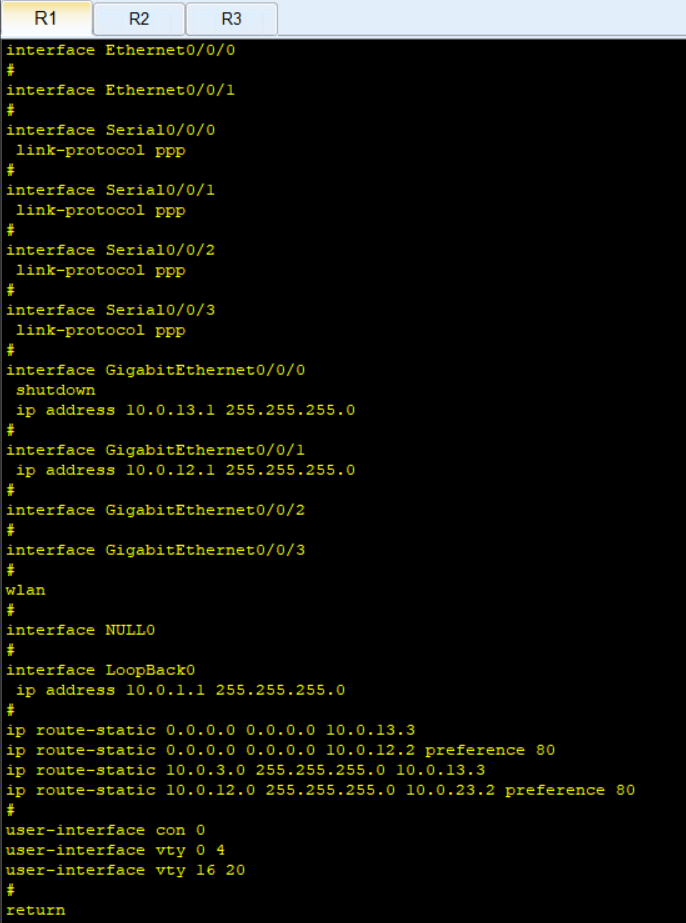 R1 R2 R3
interface Ethernet0/0/0
#
interface Ethernet0/0/1
#
interface Serial0/0/0
 link-protocol ppp
#
interface Serial0/0/1
 link-protocol ppp
#
interface Serial0/0/2
 link-protocol ppp
#
interface Serial0/0/3
 link-protocol ppp
#
interface GigabitEthernet0/0/0
 shutdown
 ip address 10.0.13.1 255.255.255.0
#
interface GigabitEthernet0/0/1
 ip address 10.0.12.1 255.255.255.0
#
interface GigabitEthernet0/0/2
#
interface GigabitEthernet0/0/3
#
wlan
#
interface NULL0
#
interface LoopBack0
 ip address 10.0.1.1 255.255.255.0
#
ip route-static 0.0.0.0 0.0.0.0 10.0.13.3
ip route-static 0.0.0.0 0.0.0.0 10.0.12.2 preference 80
ip route-static 10.0.3.0 255.255.255.0 10.0.13.3
ip route-static 10.0.12.0 255.255.255.0 10.0.23.2 preference 80
#
user-interface con 0
user-interface vty 0 4
user-interface vty 16 20
#
return